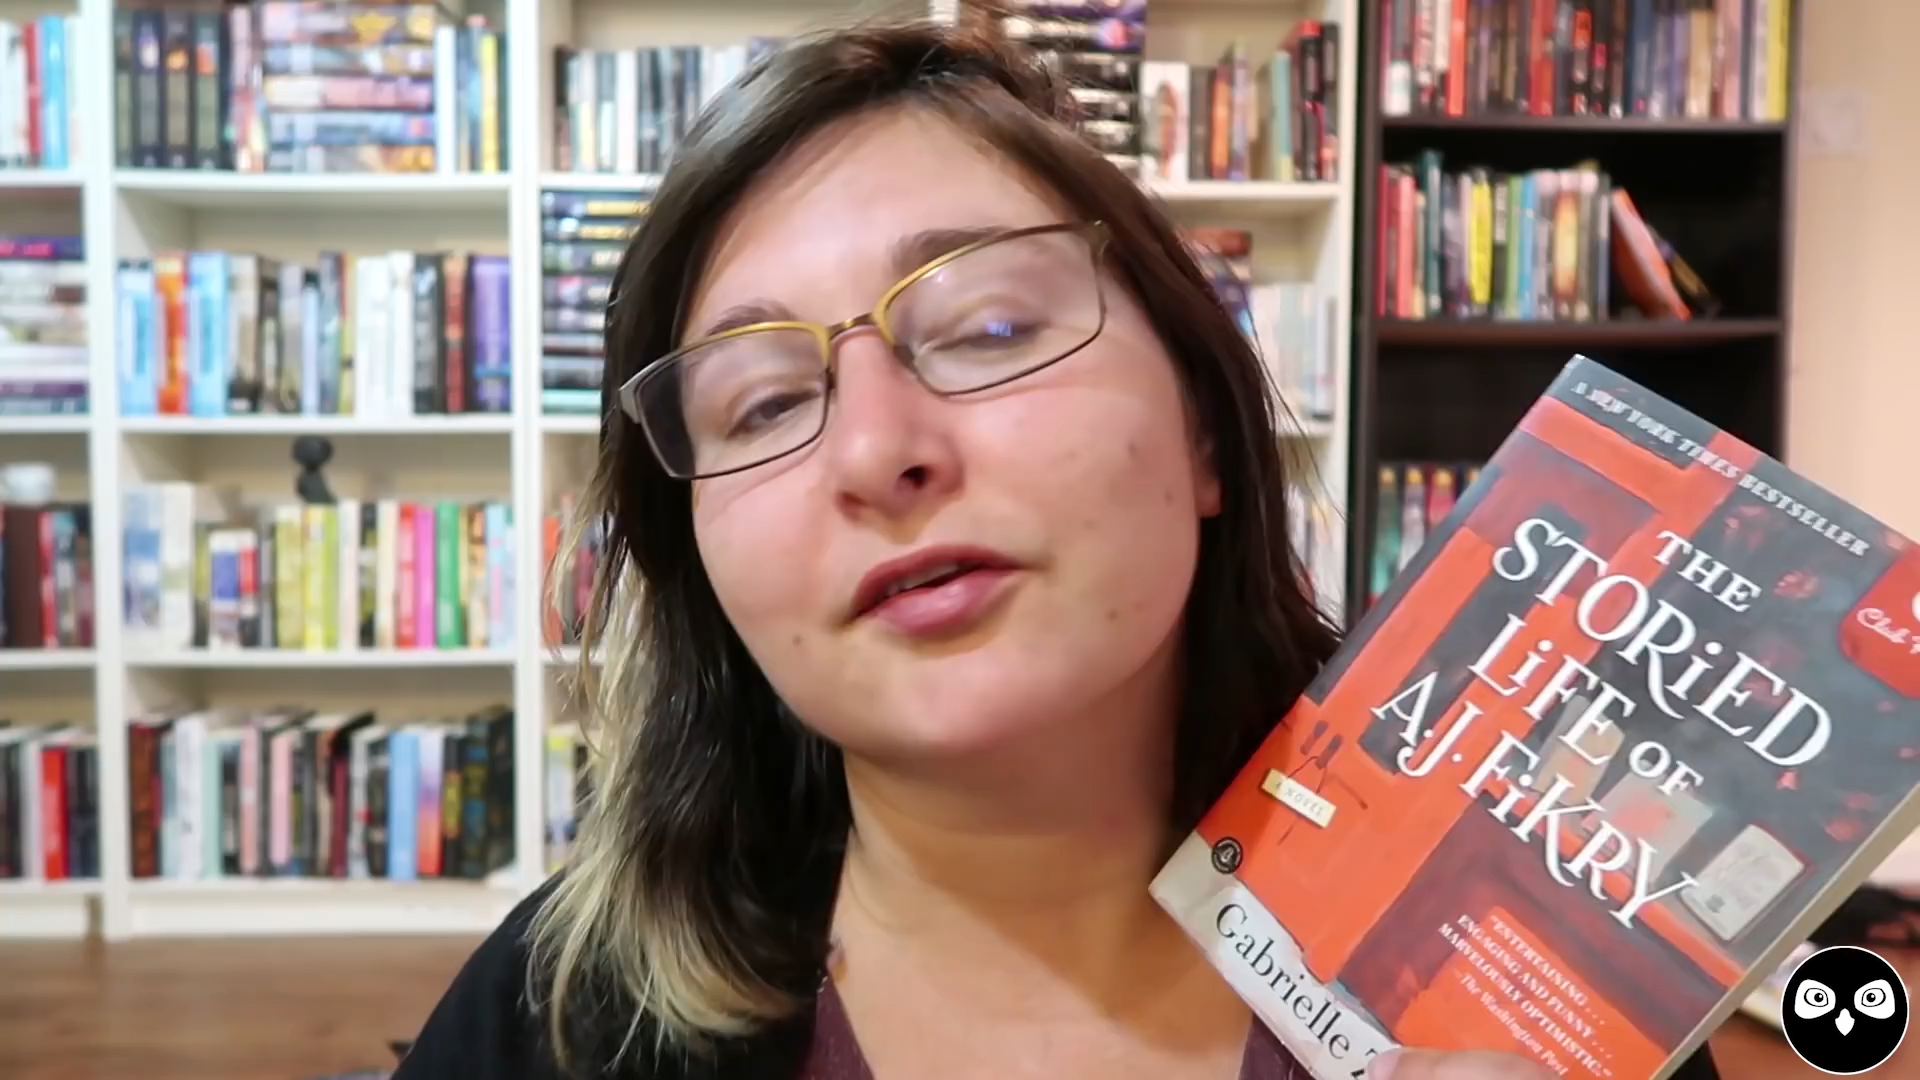 A NEW YORK TIMES BESTSELLER
THE
STORiED
LiFE OF
A.J. FiKRY
Club
A NOVEL
"ENTERTAINING . . .
ENGAGING AND FUNNY . . .
MARVELOUSLY OPTIMISTIC."
—The Washington Post
Gabrielle